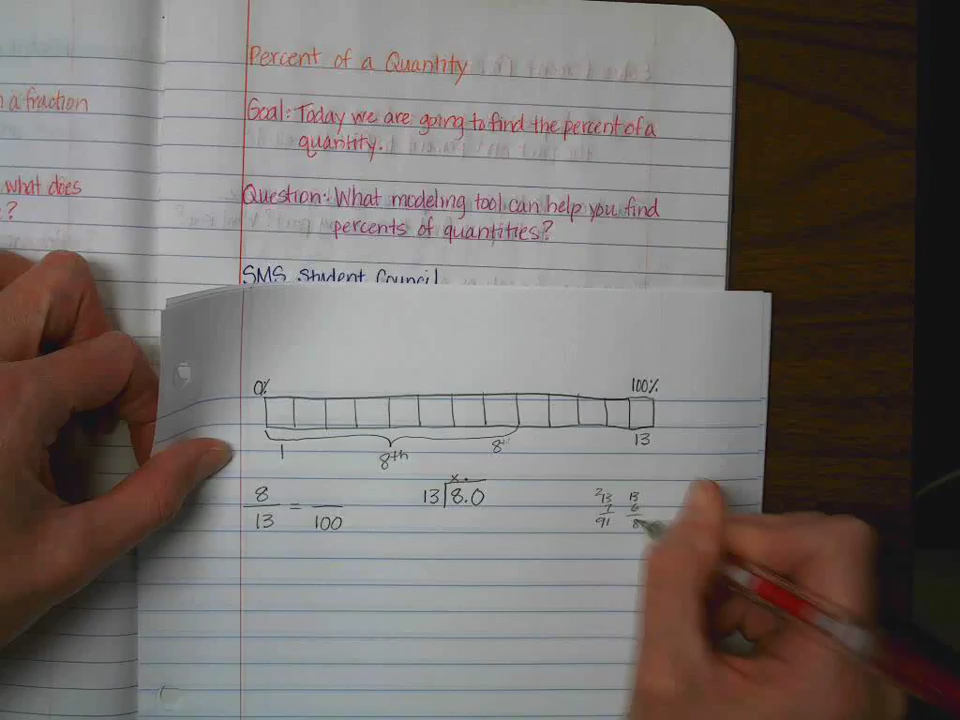 Percent of a Quantity
n a fraction
Goal: Today we are going to find the percent of a
quantity.
what does
?
Question: What modeling tool can help you find
percents of quantities?
SMS Student Council
0% 100%
1 8th 8 13
8/13 = /100
13 8.0
x.
2
13 13
7 6
91 8